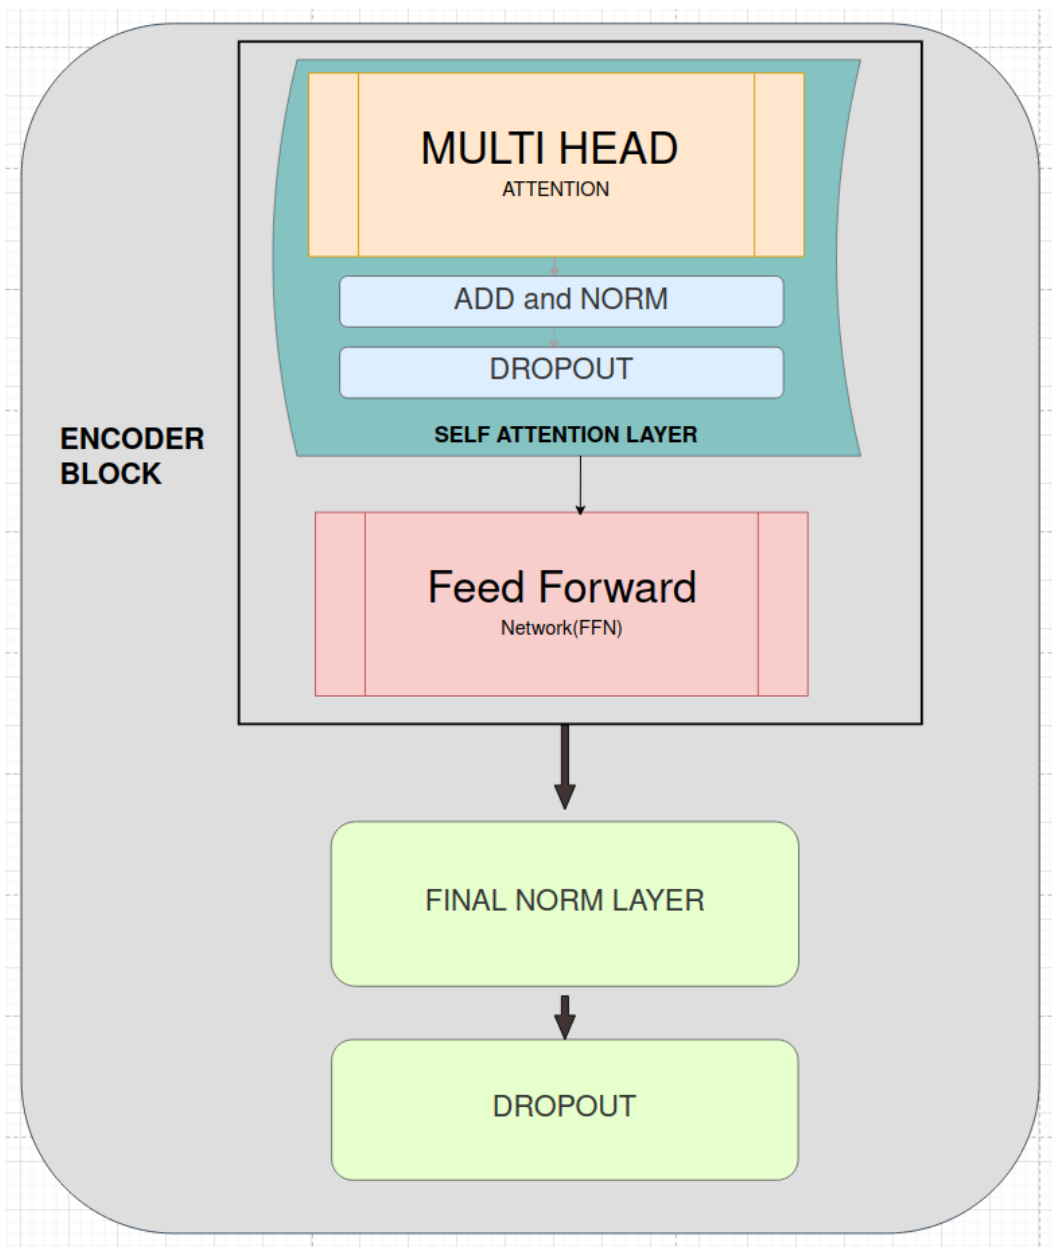 MULTI HEAD
ATTENTION
ADD and NORM
DROPOUT
SELF ATTENTION LAYER
ENCODER
BLOCK
Feed Forward
Network(FFN)
FINAL NORM LAYER
DROPOUT